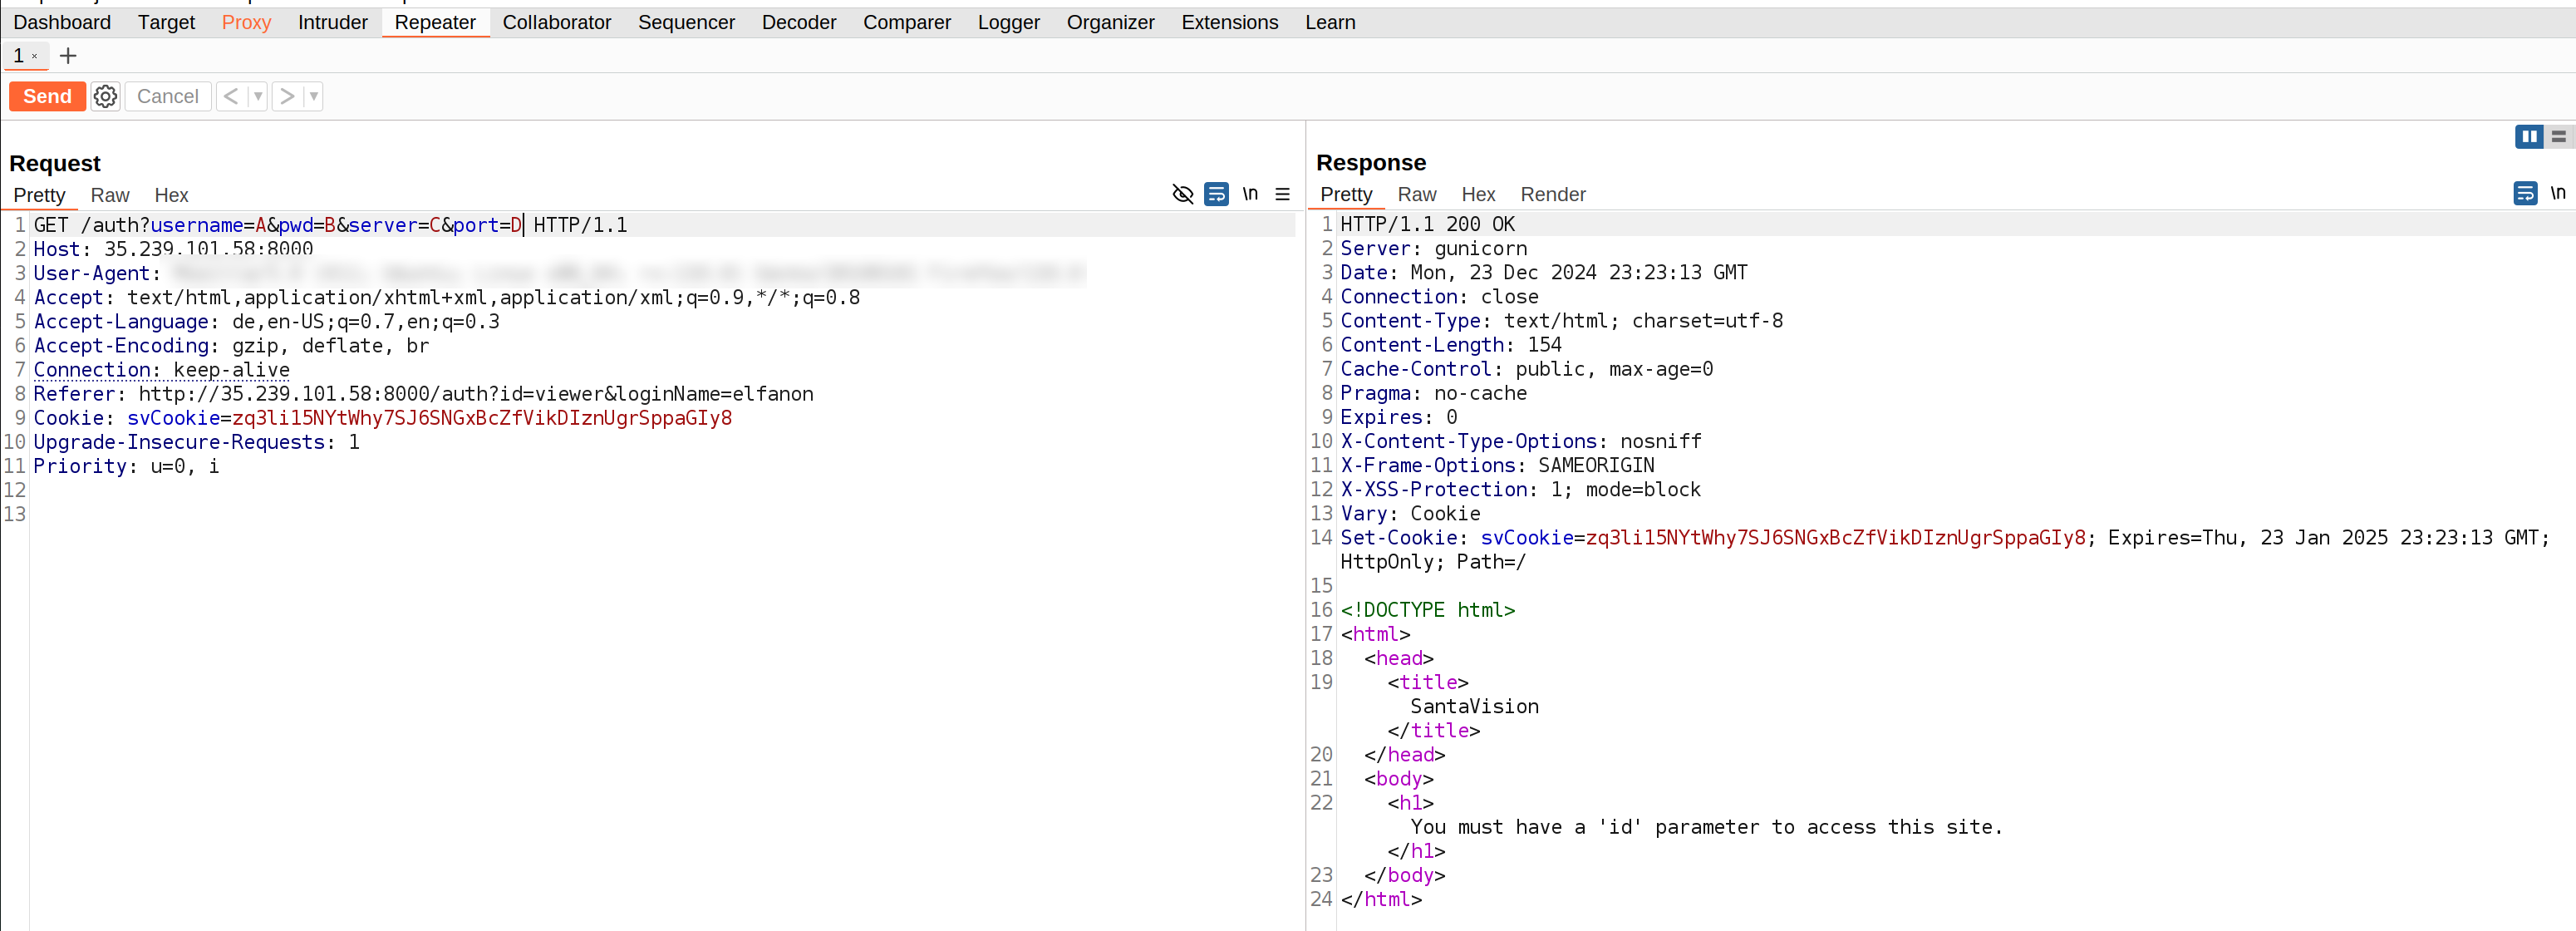 Dashboard Target Proxy Intruder Repeater Collaborator Sequencer Decoder Comparer Logger Organizer Extensions Learn
1 × +
Send Cancel < >
Request
Pretty Raw Hex
\n
1 GET /auth?username=A&pwd=B&server=C&port=D HTTP/1.1
2 Host: 35.239.101.58:8000
3 User-Agent:
4 Accept: text/html,application/xhtml+xml,application/xml;q=0.9,*/*;q=0.8
5 Accept-Language: de,en-US;q=0.7,en;q=0.3
6 Accept-Encoding: gzip, deflate, br
7 Connection: keep-alive
8 Referer: http://35.239.101.58:8000/auth?id=viewer&loginName=elfanon
9 Cookie: svCookie=zq3li15NYtWhy7SJ6SNGxBcZfVikDIznUgrSppaGIy8
10 Upgrade-Insecure-Requests: 1
11 Priority: u=0, i
12
13
Response
Pretty Raw Hex Render
\n
1 HTTP/1.1 200 OK
2 Server: gunicorn
3 Date: Mon, 23 Dec 2024 23:23:13 GMT
4 Connection: close
5 Content-Type: text/html; charset=utf-8
6 Content-Length: 154
7 Cache-Control: public, max-age=0
8 Pragma: no-cache
9 Expires: 0
10 X-Content-Type-Options: nosniff
11 X-Frame-Options: SAMEORIGIN
12 X-XSS-Protection: 1; mode=block
13 Vary: Cookie
14 Set-Cookie: svCookie=zq3li15NYtWhy7SJ6SNGxBcZfVikDIznUgrSppaGIy8; Expires=Thu, 23 Jan 2025 23:23:13 GMT;
HttpOnly; Path=/
15
16 <!DOCTYPE html>
17 <html>
18 <head>
19 <title>
SantaVision
</title>
20 </head>
21 <body>
22 <h1>
You must have a 'id' parameter to access this site.
</h1>
23 </body>
24 </html>